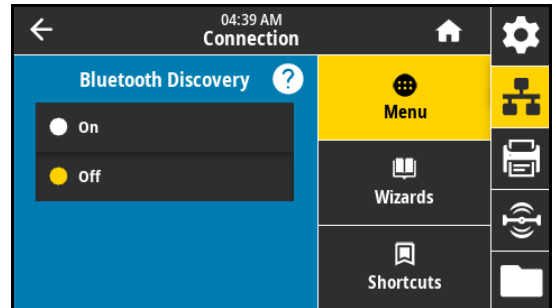 04:39 AM
Connection
Bluetooth Discovery ?
On
Off
Menu
Wizards
Shortcuts